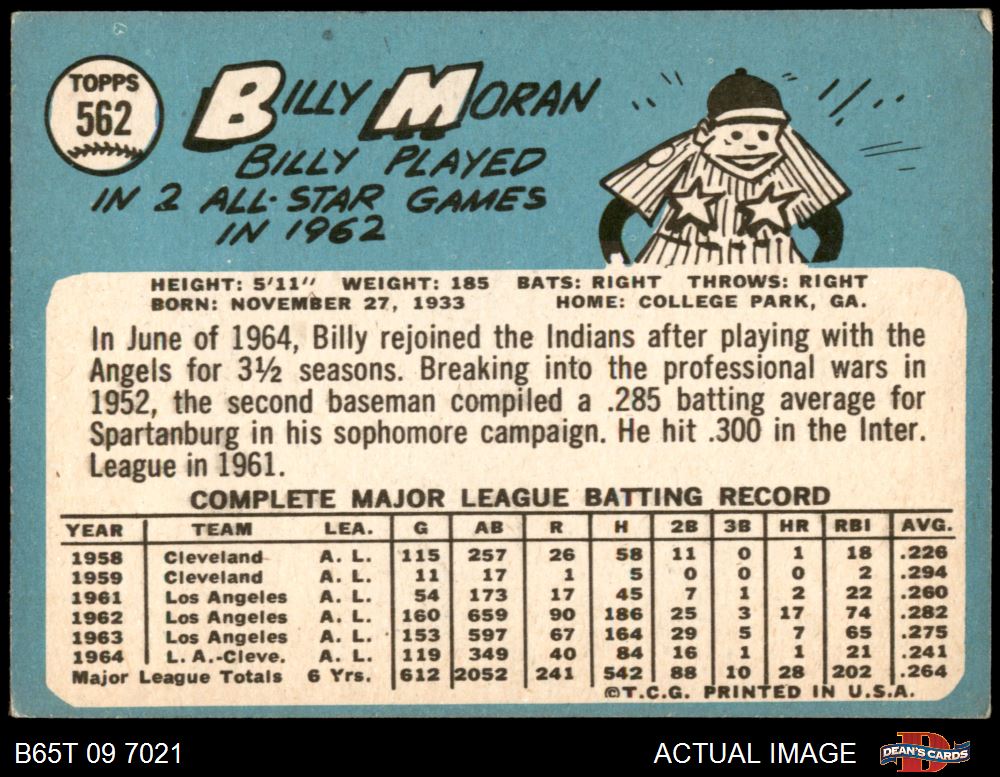 TOPPS
562
BILLY MORAN
BILLY PLAYED
IN 2 ALL-STAR GAMES
IN 1962
HEIGHT: 5'11" WEIGHT: 185 BATS: RIGHT THROWS: RIGHT
BORN: NOVEMBER 27, 1933 HOME: COLLEGE PARK, GA.
In June of 1964, Billy rejoined the Indians after playing with the
Angels for 3½ seasons. Breaking into the professional wars in
1952, the second baseman compiled a .285 batting average for
Spartanburg in his sophomore campaign. He hit .300 in the Inter.
League in 1961.
COMPLETE MAJOR LEAGUE BATTING RECORD
YEAR TEAM LEA. G AB R H 2B 3B HR RBI AVG.
1958 Cleveland A. L. 115 257 26 58 11 0 1 18 .226
1959 Cleveland A. L. 11 17 1 5 0 0 0 2 .294
1961 Los Angeles A. L. 54 173 17 45 7 1 2 22 .260
1962 Los Angeles A. L. 160 659 90 186 25 3 17 74 .282
1963 Los Angeles A. L. 153 597 67 164 29 5 7 65 .275
1964 L. A.-Cleve. A. L. 119 349 40 84 16 1 1 21 .241
Major League Totals 6 Yrs. 612 2052 241 542 88 10 28 202 .264
©T.C.G. PRINTED IN U.S.A.
B65T 09 7021 ACTUAL IMAGE DEAN'S CARDS